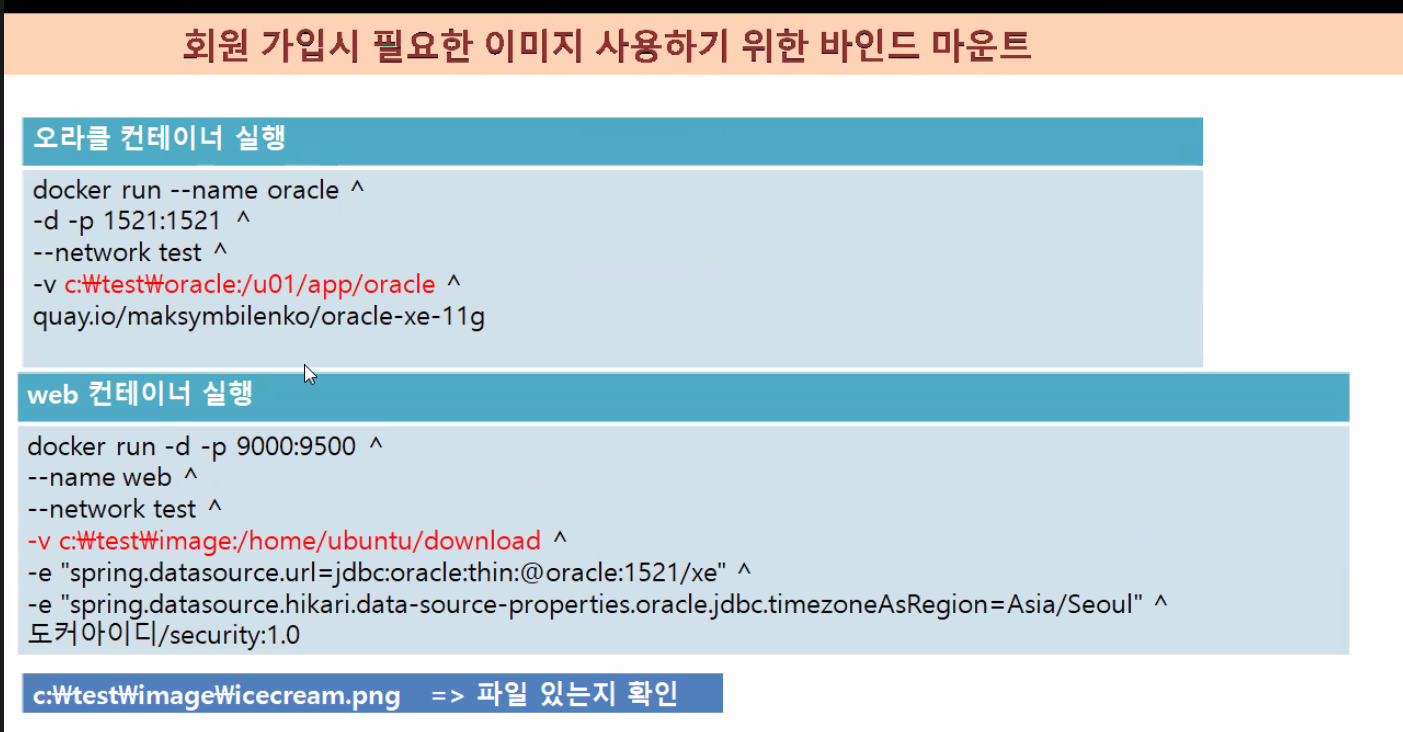 회원 가입시 필요한 이미지 사용하기 위한 바인드 마운트
오라클 컨테이너 실행
docker run --name oracle ^
-d -p 1521:1521 ^
--network test ^
-v c:₩test₩oracle:/u01/app/oracle ^
quay.io/maksymbilenko/oracle-xe-11g
web 컨테이너 실행
docker run -d -p 9000:9500 ^
--name web ^
--network test ^
-v c:₩test₩image:/home/ubuntu/download ^
-e "spring.datasource.url=jdbc:oracle:thin:@oracle:1521/xe" ^
-e "spring.datasource.hikari.data-source-properties.oracle.jdbc.timezoneAsRegion=Asia/Seoul" ^
도커아이디/security:1.0
c:₩test₩image₩icecream.png => 파일 있는지 확인